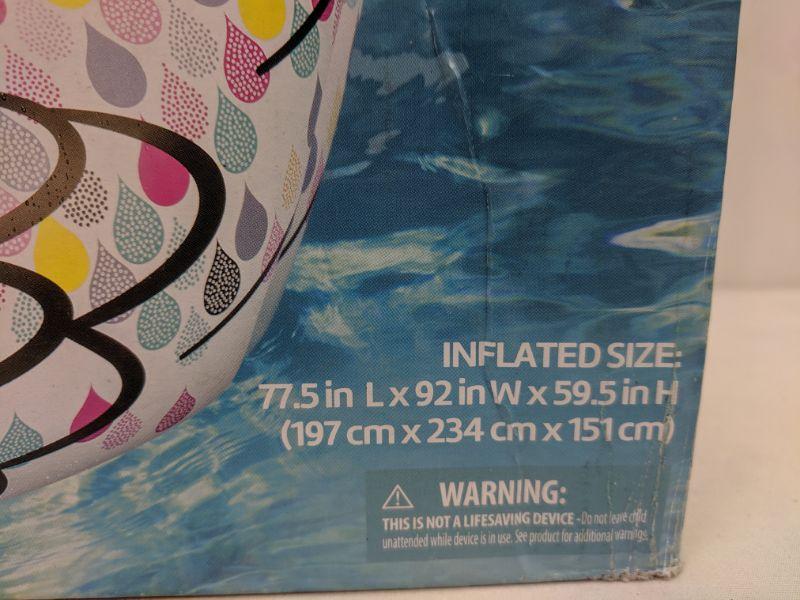 INFLATED SIZE:
77.5 in L x 92 in W x 59.5 in H
(197 cm x 234 cm x 151 cm)
WARNING:
THIS IS NOT A LIFESAVING DEVICE - Do not leave child
unattended while device is in use. See product for additional warnings.